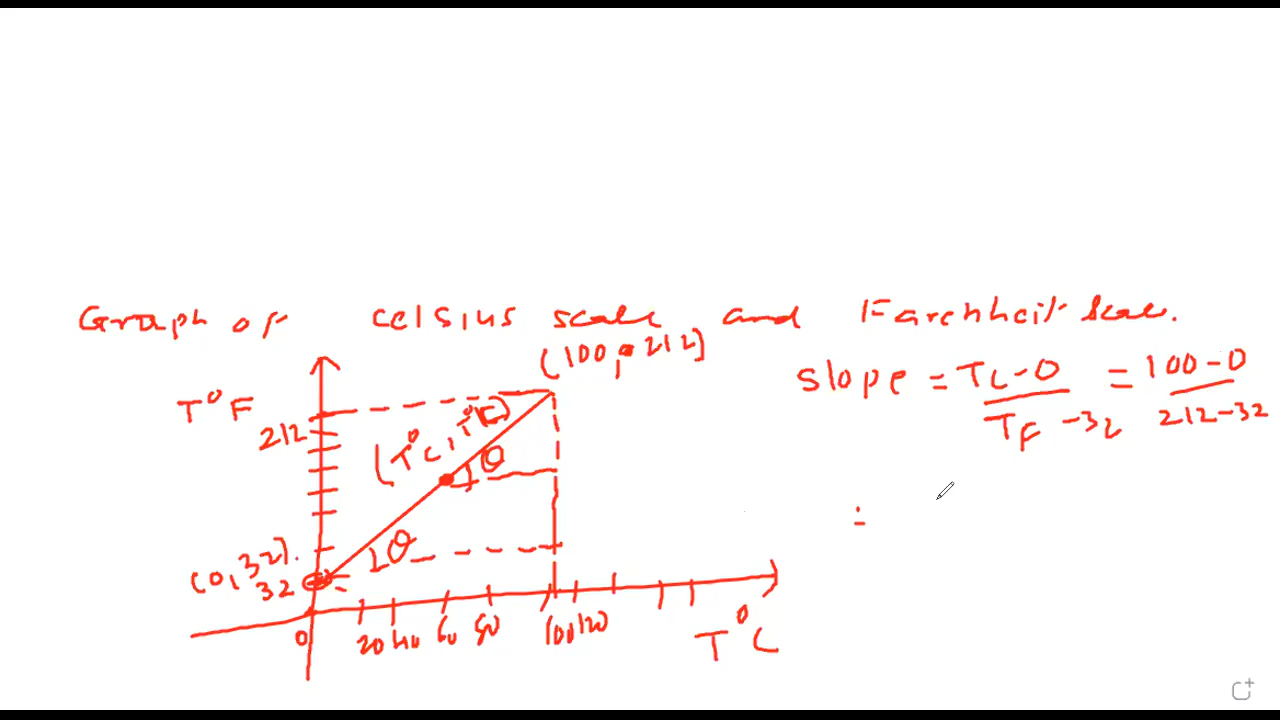 Graph of celsius scale and Farehheit Scale.
(100, 212)
Slope = TC-0 / TF-32 = 100-0 / 212-32
T°F
212
(T°C, T°F)
θ
=
θ
(0, 32).
32
0
20 40 60 80 100 120
T°C